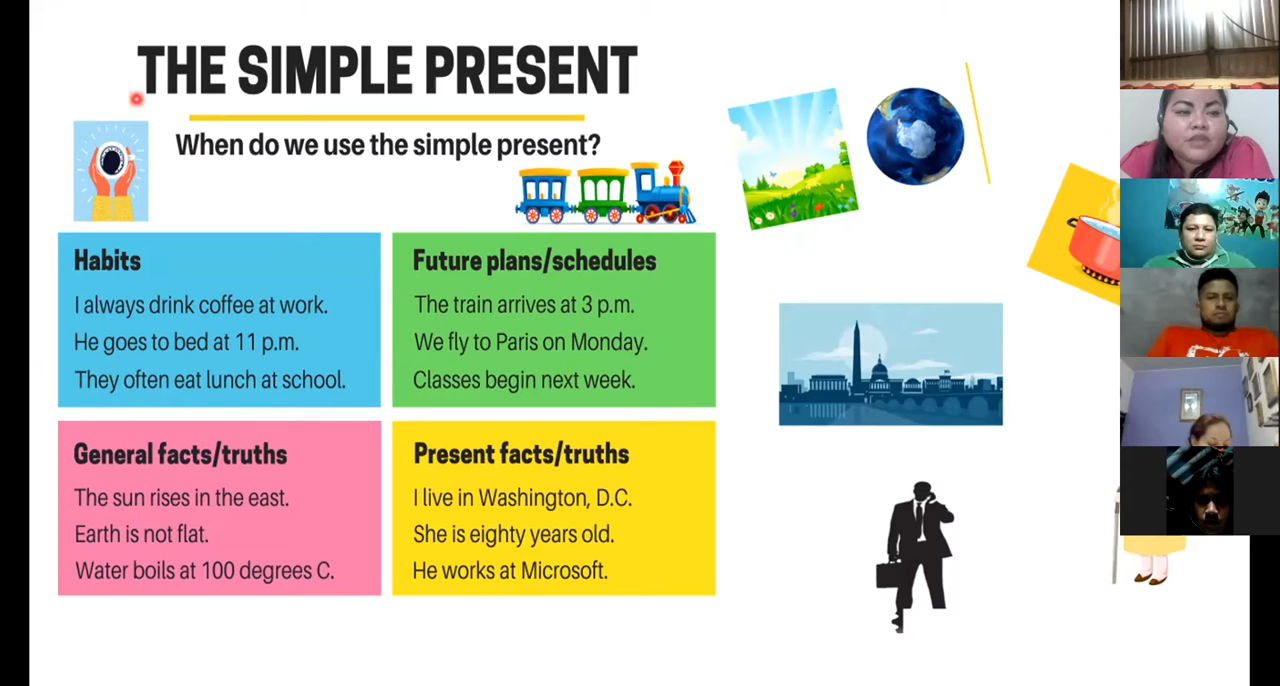 THE SIMPLE PRESENT
When do we use the simple present?
Habits
I always drink coffee at work.
He goes to bed at 11 p.m.
They often eat lunch at school.
Future plans/schedules
The train arrives at 3 p.m.
We fly to Paris on Monday.
Classes begin next week.
General facts/truths
The sun rises in the east.
Earth is not flat.
Water boils at 100 degrees C.
Present facts/truths
I live in Washington, D.C.
She is eighty years old.
He works at Microsoft.